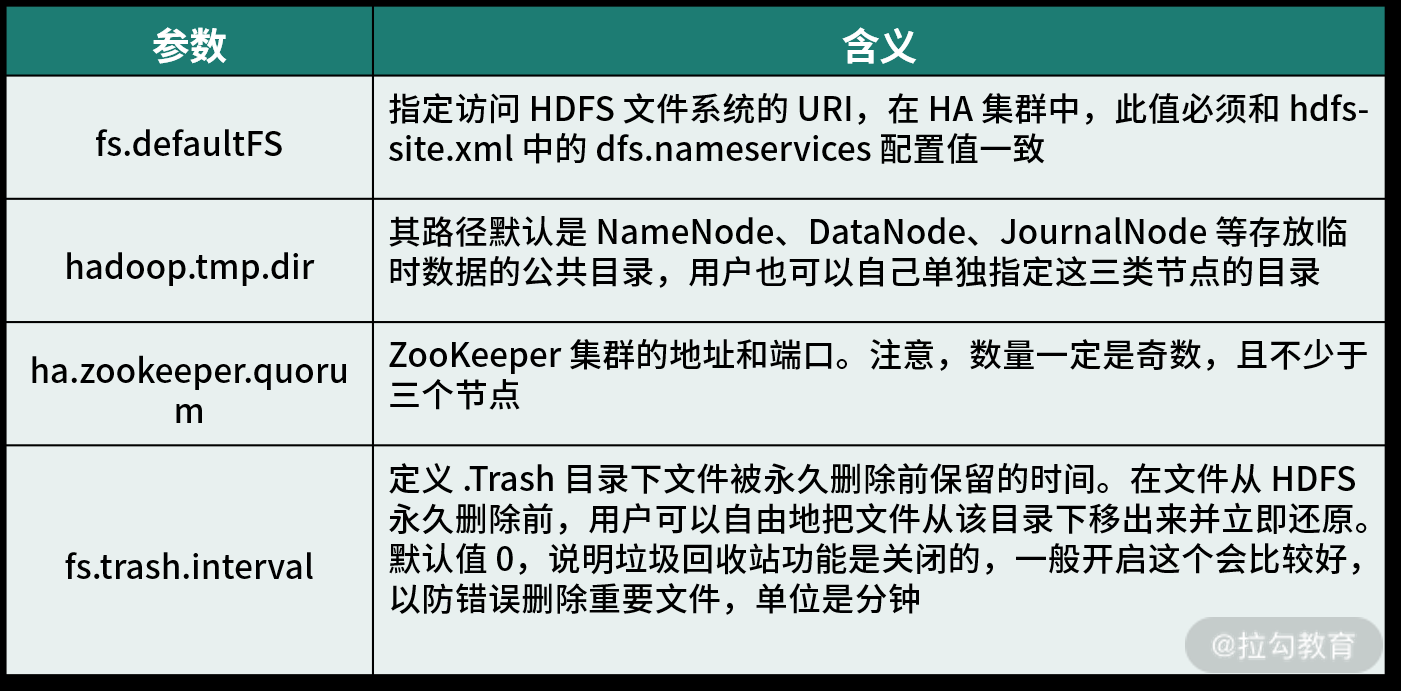 参数
含义
fs.defaultFS
指定访问 HDFS 文件系统的 URI，在 HA 集群中，此值必须和 hdfs-
site.xml 中的 dfs.nameservices 配置值一致
hadoop.tmp.dir
其路径默认是 NameNode、DataNode、JournalNode 等存放临
时数据的公共目录，用户也可以自己单独指定这三类节点的目录
ha.zookeeper.quoru
m
ZooKeeper 集群的地址和端口。注意，数量一定是奇数，且不少于
三个节点
fs.trash.interval
定义 .Trash 目录下文件被永久删除前保留的时间。在文件从 HDFS
永久删除前，用户可以自由地把文件从该目录下移出来并立即还原。
默认值 0，说明垃圾回收站功能是关闭的，一般开启这个会比较好，
以防错误删除重要文件，单位是分钟
@拉勾教育